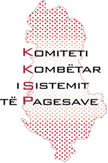 KOMITETI
KOMBËTAR
I SISTEMIT
TË PAGESAVE